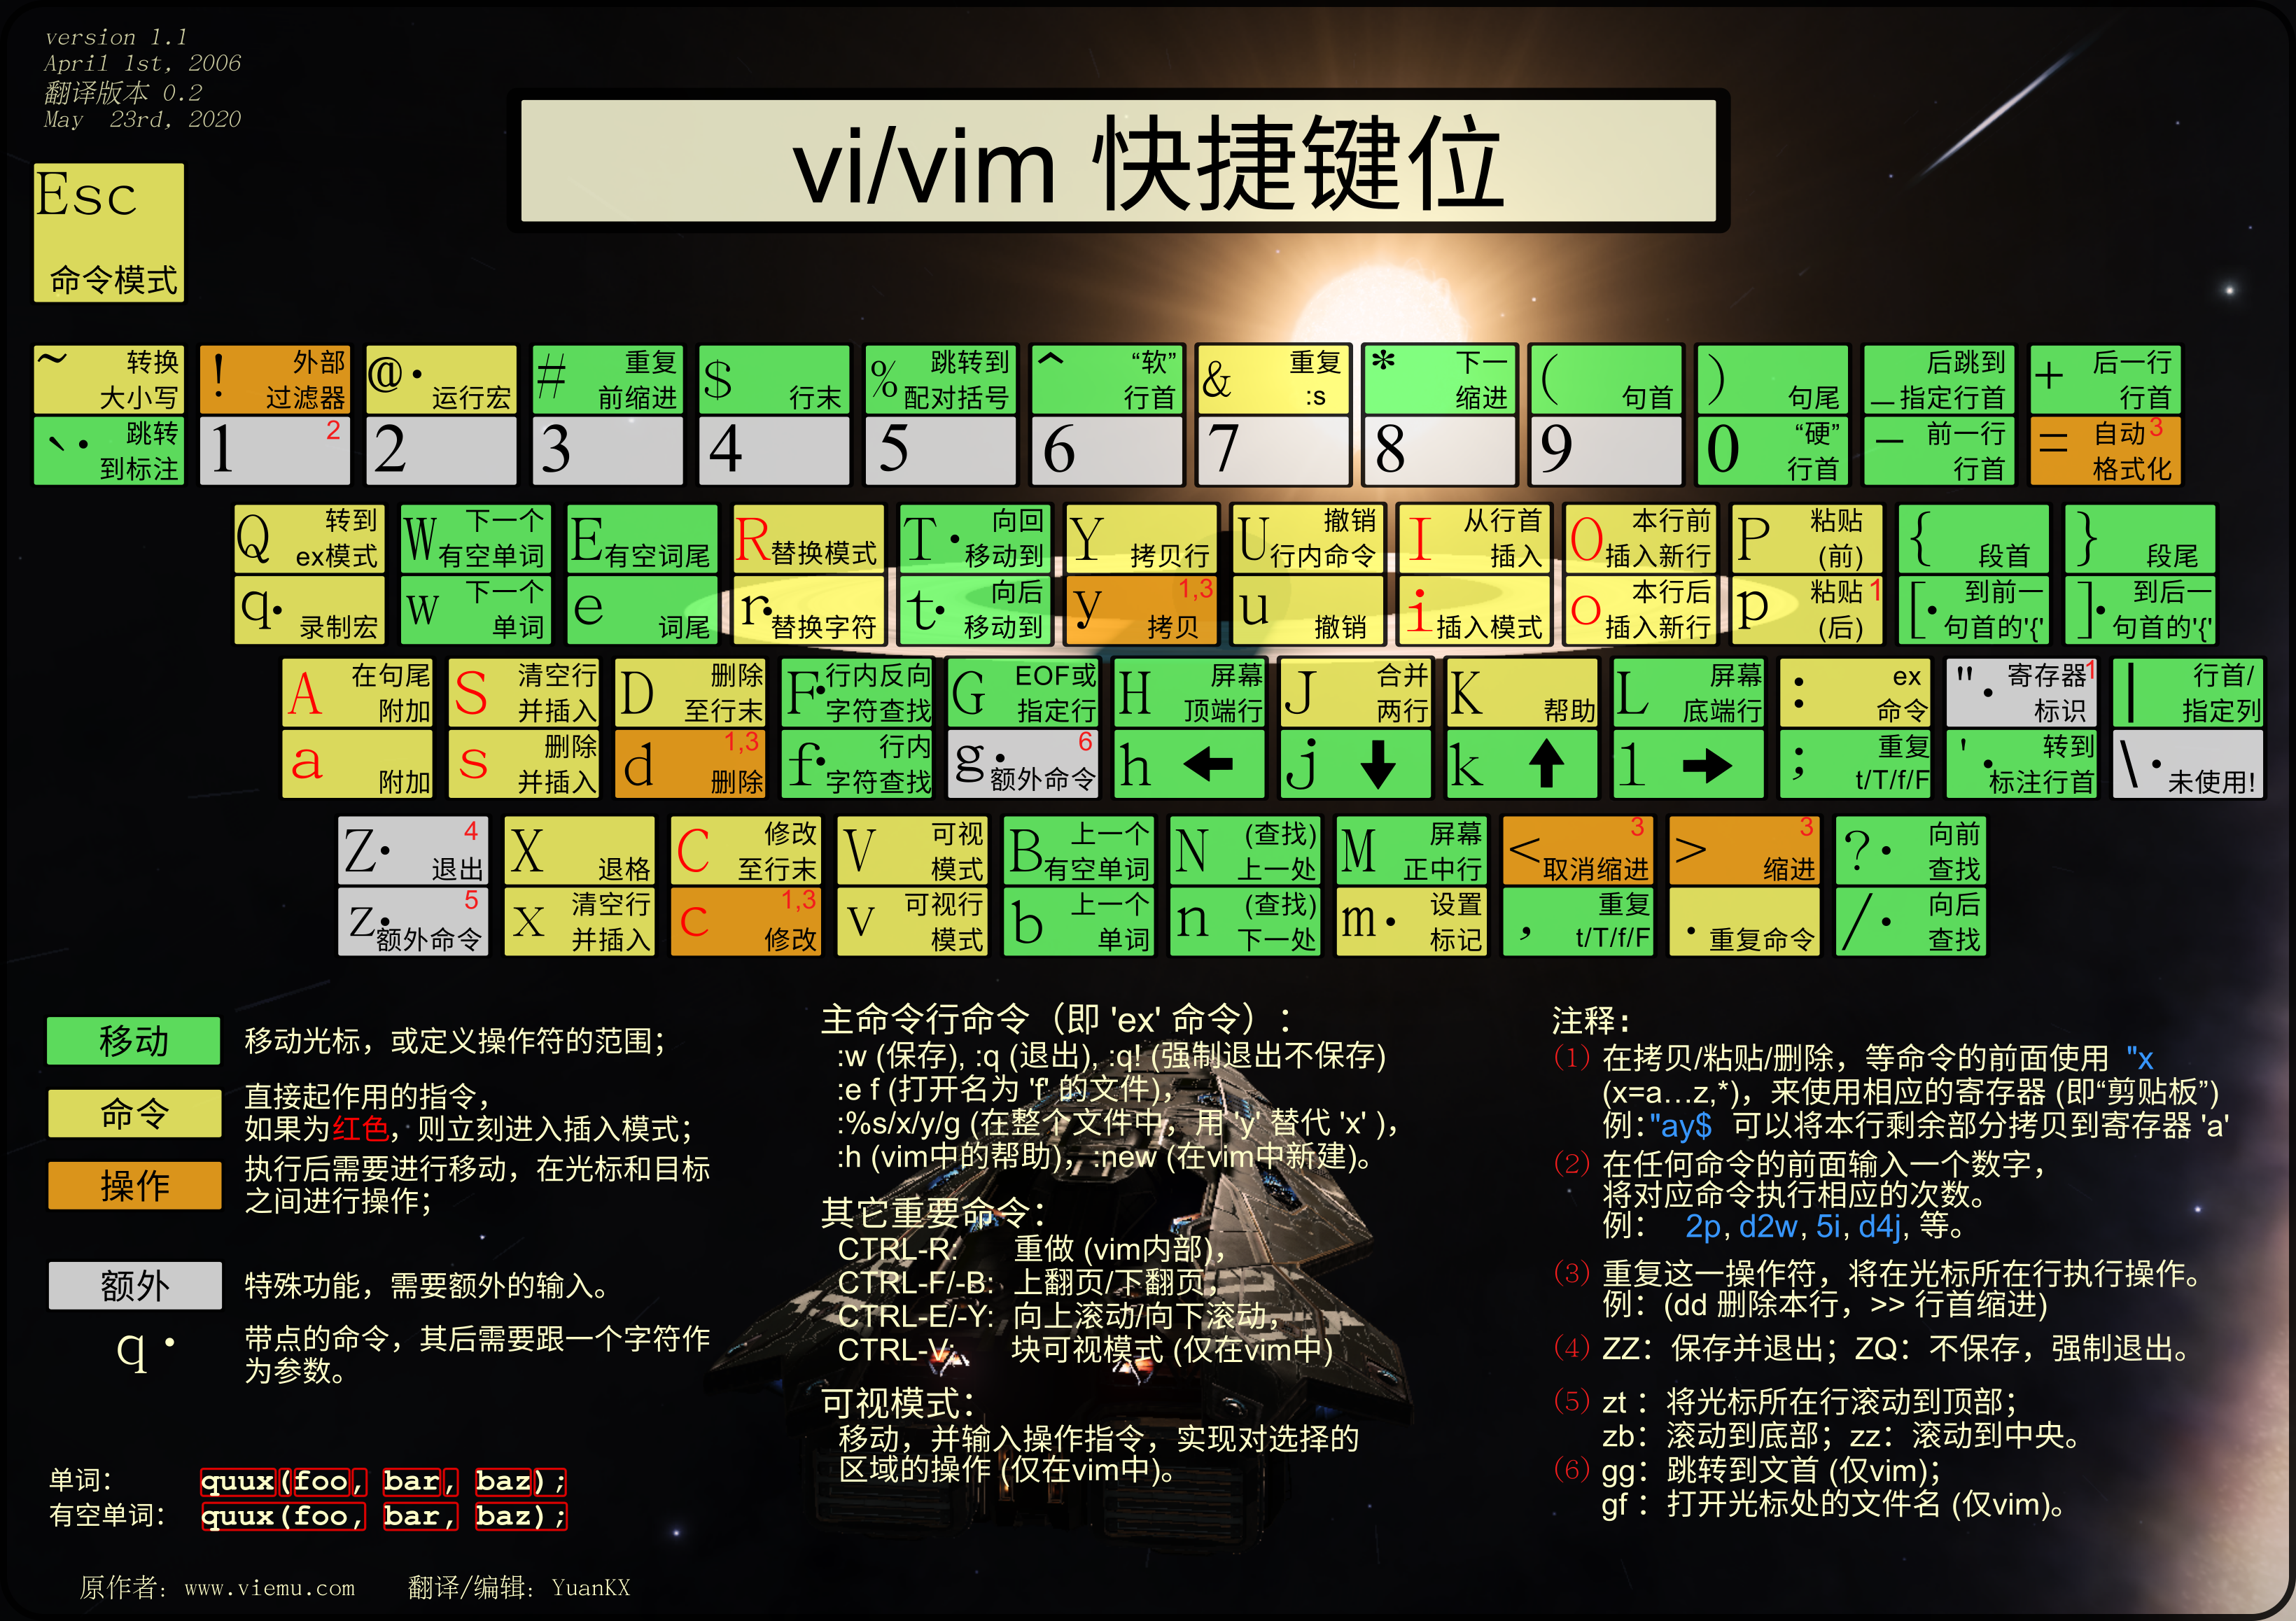 version 1.1
April 1st, 2006
翻译版本 0.2
May 23rd, 2020
vi/vim 快捷键位
Esc
命令模式
~ 转换
大小写
! 外部
过滤器
@· 运行宏
# 重复
前缩进
$ 行末
% 跳转到
配对括号
^ “软”
行首
& 重复
:s
* 下一
缩进
( 句首
) 句尾
_ 后跳到
指定行首
+ 后一行
行首
`· 跳转
到标注
1 2
2
3
4
5
6
7
8
9
0 “硬”
行首
- 前一行
行首
= 自动 3
格式化
Q 转到
ex模式
W 下一个
有空单词
E 有空词尾
R 替换模式
T· 向回
移动到
Y 拷贝行
U 撤销
行内命令
I 从行首
插入
O 本行前
插入新行
P 粘贴
(前)
{ 段首
} 段尾
q· 录制宏
w 下一个
单词
e 词尾
r· 替换字符
t· 向后
移动到
y 1,3
拷贝
u 撤销
i 插入模式
o 本行后
插入新行
p 粘贴 1
(后)
[· 到前一
句首的'{'
]· 到后一
句首的'{'
A 在句尾
附加
S 清空行
并插入
D 删除
至行末
F· 行内反向
字符查找
G EOF或
指定行
H 屏幕
顶端行
J 合并
两行
K 帮助
L 屏幕
底端行
: ex
命令
"· 寄存器 1
标识
| 行首/
指定列
a 附加
s 删除
并插入
d 1,3
删除
f· 行内
字符查找
g· 6
额外命令
h ←
j ↓
k ↑
l →
; 重复
t/T/f/F
'· 转到
标注行首
\· 未使用!
Z· 4
退出
X 退格
C 修改
至行末
V 可视
模式
B 上一个
有空单词
N (查找)
上一处
M 屏幕
正中行
< 3
取消缩进
> 3
缩进
?· 向前
查找
z· 5
额外命令
x 清空行
并插入
c 1,3
修改
v 可视行
模式
b 上一个
单词
n (查找)
下一处
m· 设置
标记
, 重复
t/T/f/F
. 重复命令
/· 向后
查找
移动 移动光标，或定义操作符的范围；
命令 直接起作用的指令，
如果为红色，则立刻进入插入模式；
操作 执行后需要进行移动，在光标和目标
之间进行操作；
额外 特殊功能，需要额外的输入。
q· 带点的命令，其后需要跟一个字符作
为参数。
单词： quux(foo, bar, baz);
有空单词： quux(foo, bar, baz);
原作者：www.viemu.com 翻译/编辑：YuanKX
主命令行命令（即 'ex' 命令）：
:w (保存), :q (退出), :q! (强制退出不保存)
:e f (打开名为 'f' 的文件)，
:%s/x/y/g (在整个文件中，用 'y' 替代 'x' )，
:h (vim中的帮助)，:new (在vim中新建)。
其它重要命令：
CTRL-R: 重做 (vim内部)，
CTRL-F/-B: 上翻页/下翻页，
CTRL-E/-Y: 向上滚动/向下滚动，
CTRL-V: 块可视模式 (仅在vim中)
可视模式：
移动，并输入操作指令，实现对选择的
区域的操作 (仅在vim中)。
注释：
(1) 在拷贝/粘贴/删除，等命令的前面使用 "x
(x=a…z,*)，来使用相应的寄存器 (即“剪贴板”)
例："ay$ 可以将本行剩余部分拷贝到寄存器 'a'
(2) 在任何命令的前面输入一个数字，
将对应命令执行相应的次数。
例： 2p, d2w, 5i, d4j, 等。
(3) 重复这一操作符，将在光标所在行执行操作。
例：(dd 删除本行，>> 行首缩进)
(4) ZZ：保存并退出；ZQ：不保存，强制退出。
(5) zt ：将光标所在行滚动到顶部；
zb：滚动到底部；zz：滚动到中央。
(6) gg：跳转到文首 (仅vim)；
gf ：打开光标处的文件名 (仅vim)。